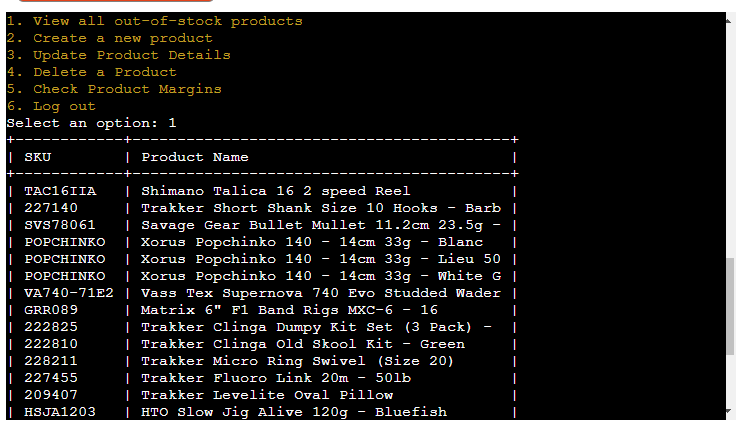 1. View all out-of-stock products
2. Create a new product
3. Update Product Details
4. Delete a Product
5. Check Product Margins
6. Log out
Select an option: 1
+------------+------------------------------------------+
| SKU | Product Name |
+------------+------------------------------------------+
| TAC16IIA | Shimano Talica 16 2 speed Reel |
| 227140 | Trakker Short Shank Size 10 Hooks - Barb |
| SVS78061 | Savage Gear Bullet Mullet 11.2cm 23.5g - |
| POPCHINKO | Xorus Popchinko 140 - 14cm 33g - Blanc |
| POPCHINKO | Xorus Popchinko 140 - 14cm 33g - Lieu 50 |
| POPCHINKO | Xorus Popchinko 140 - 14cm 33g - White G |
| VA740-71E2 | Vass Tex Supernova 740 Evo Studded Wader |
| GRR089 | Matrix 6" F1 Band Rigs MXC-6 - 16 |
| 222825 | Trakker Clinga Dumpy Kit Set (3 Pack) - |
| 222810 | Trakker Clinga Old Skool Kit - Green |
| 228211 | Trakker Micro Ring Swivel (Size 20) |
| 227455 | Trakker Fluoro Link 20m - 50lb |
| 209407 | Trakker Levelite Oval Pillow |
| HSJA1203 | HTO Slow Jig Alive 120g - Bluefish |